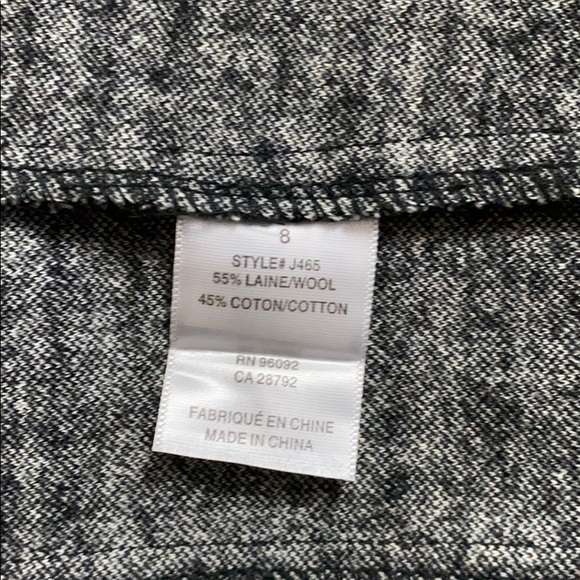 8
STYLE# J465
55% LAINE/WOOL
45% COTON/COTTON
RN 96092
CA 28792
FABRIQUÉ EN CHINE
MADE IN CHINA